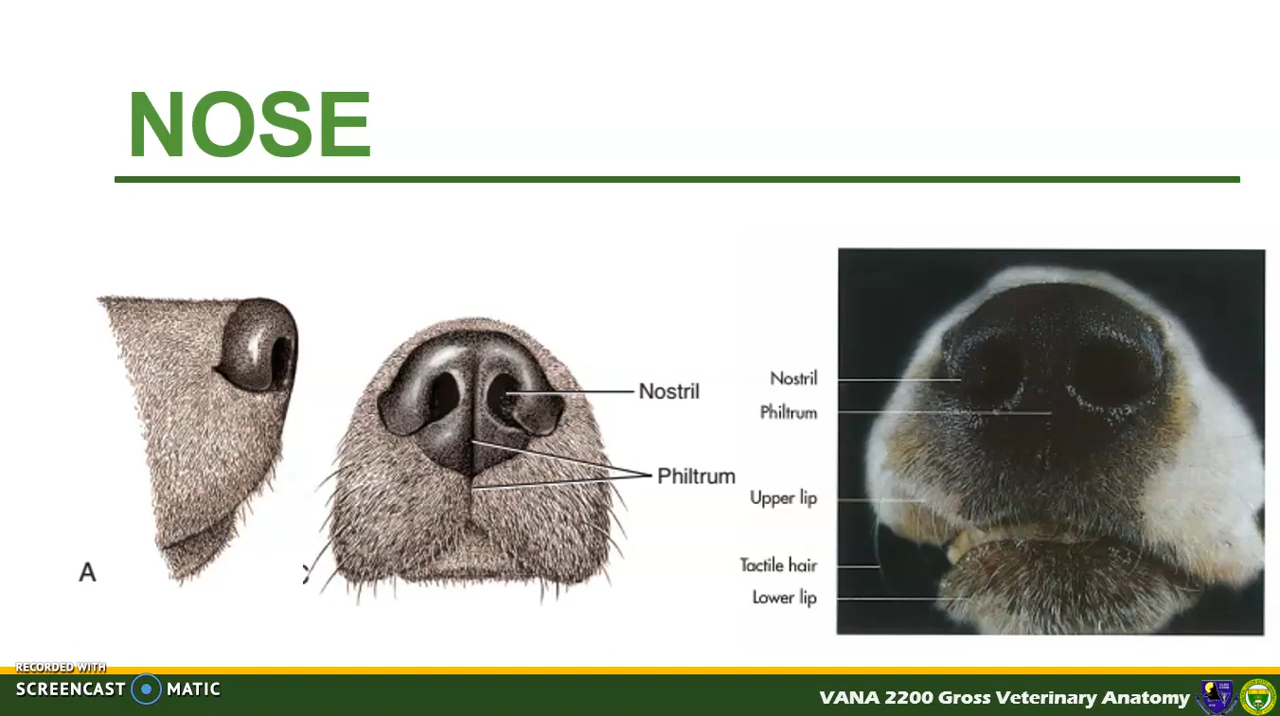 NOSE
A
Nostril
Philtrum
Nostril
Philtrum
Upper lip
Tactile hair
Lower lip
RECORDED WITH
SCREENCAST MATIC
VANA 2200 Gross Veterinary Anatomy